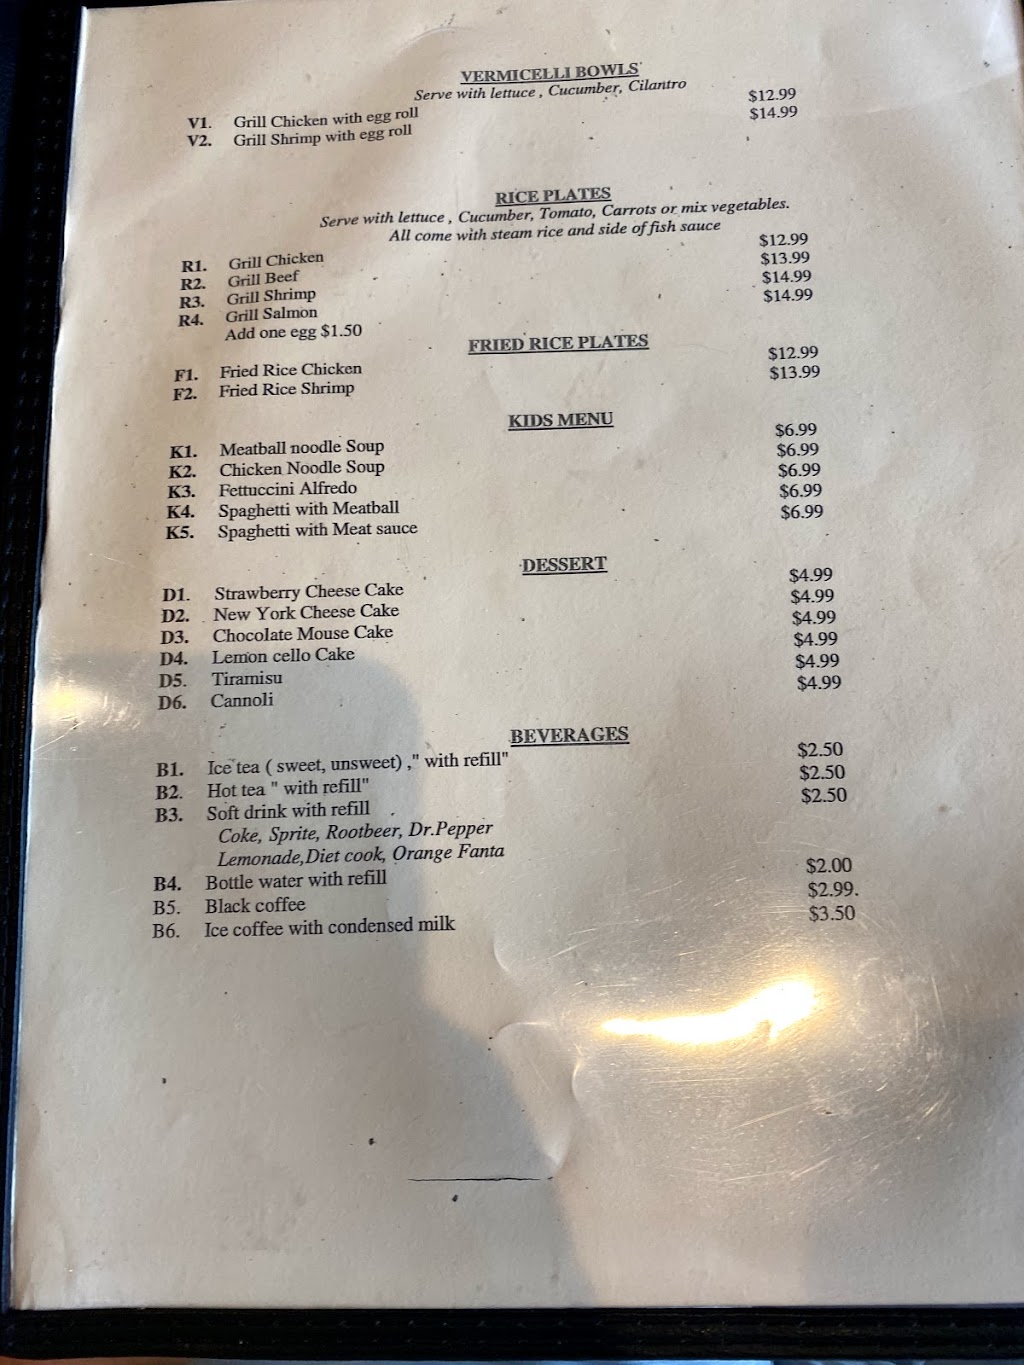 VERMICELLI BOWLS
Serve with lettuce , Cucumber, Cilantro
V1. Grill Chicken with egg roll $12.99
V2. Grill Shrimp with egg roll $14.99
RICE PLATES
Serve with lettuce , Cucumber, Tomato, Carrots or mix vegetables.
All come with steam rice and side of fish sauce
R1. Grill Chicken $12.99
R2. Grill Beef $13.99
R3. Grill Shrimp $14.99
R4. Grill Salmon $14.99
Add one egg $1.50
FRIED RICE PLATES
F1. Fried Rice Chicken $12.99
F2. Fried Rice Shrimp $13.99
KIDS MENU
K1. Meatball noodle Soup $6.99
K2. Chicken Noodle Soup $6.99
K3. Fettuccini Alfredo $6.99
K4. Spaghetti with Meatball $6.99
K5. Spaghetti with Meat sauce $6.99
DESSERT
D1. Strawberry Cheese Cake $4.99
D2. New York Cheese Cake $4.99
D3. Chocolate Mouse Cake $4.99
D4. Lemon cello Cake $4.99
D5. Tiramisu $4.99
D6. Cannoli $4.99
BEVERAGES
B1. Ice tea ( sweet, unsweet) ," with refill" $2.50
B2. Hot tea " with refill" $2.50
B3. Soft drink with refill $2.50
Coke, Sprite, Rootbeer, Dr.Pepper
Lemonade,Diet cook, Orange Fanta
B4. Bottle water with refill $2.00
B5. Black coffee $2.99.
B6. Ice coffee with condensed milk $3.50